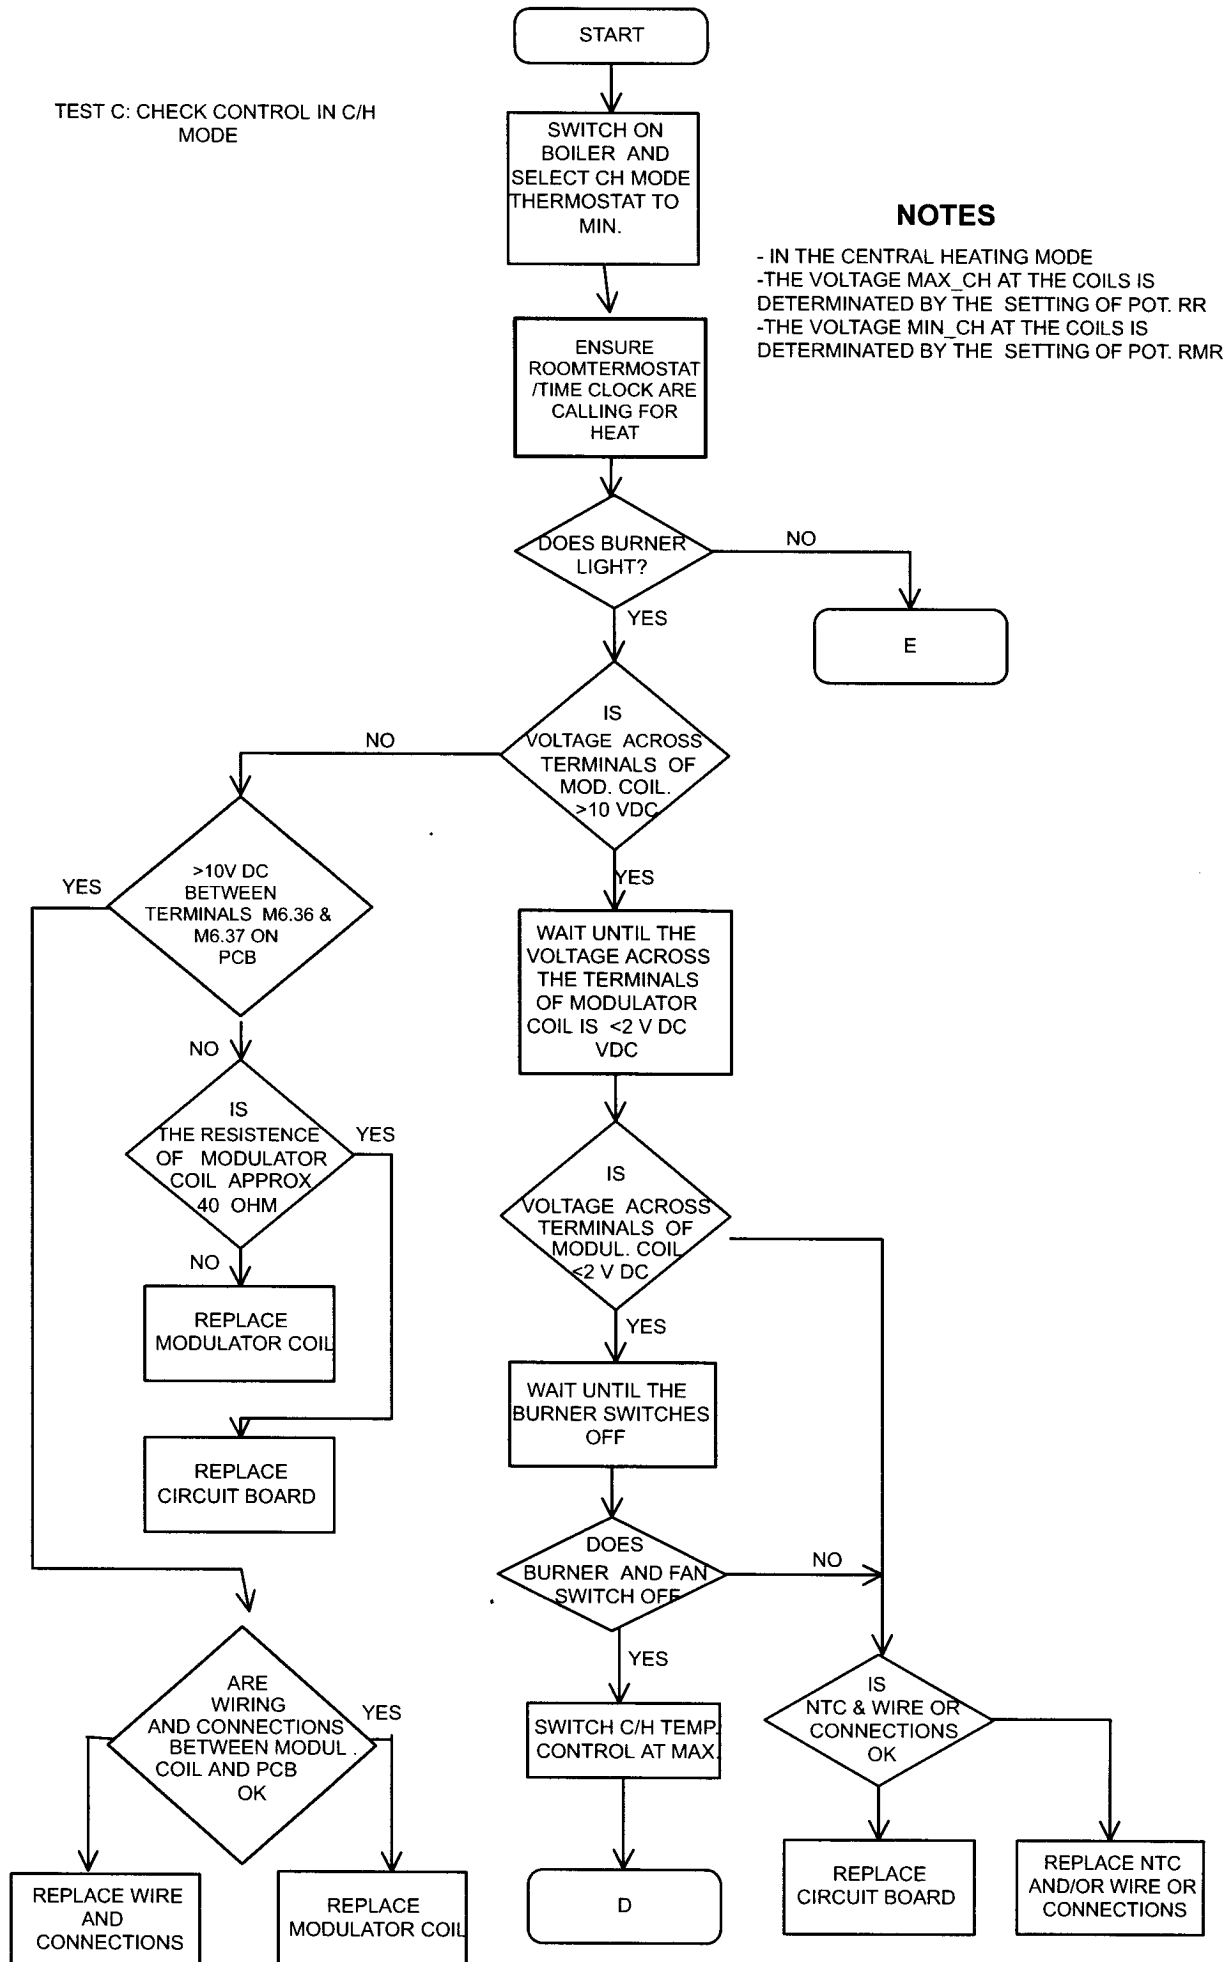 START
TEST C: CHECK CONTROL IN C/H
MODE
SWITCH ON
BOILER AND
SELECT CH MODE
THERMOSTAT TO
MIN.
NOTES
- IN THE CENTRAL HEATING MODE
-THE VOLTAGE MAX_CH AT THE COILS IS
DETERMINATED BY THE SETTING OF POT. RR
-THE VOLTAGE MIN_CH AT THE COILS IS
DETERMINATED BY THE SETTING OF POT. RMR
ENSURE
ROOMTERMOSTAT
/TIME CLOCK ARE
CALLING FOR
HEAT
DOES BURNER
LIGHT?
NO
YES
E
IS
VOLTAGE ACROSS
TERMINALS OF
MOD. COIL.
>10 VDC
NO
YES
>10V DC
BETWEEN
TERMINALS M6.36 &
M6.37 ON
PCB
YES
NO
WAIT UNTIL THE
VOLTAGE ACROSS
THE TERMINALS
OF MODULATOR
COIL IS <2 V DC
VDC
IS
THE RESISTENCE
OF MODULATOR
COIL APPROX
40 OHM
YES
NO
IS
VOLTAGE ACROSS
TERMINALS OF
MODUL. COIL
<2 V DC
YES
REPLACE
MODULATOR COIL
WAIT UNTIL THE
BURNER SWITCHES
OFF
REPLACE
CIRCUIT BOARD
DOES
BURNER AND FAN
SWITCH OFF
NO
YES
ARE
WIRING
AND CONNECTIONS
BETWEEN MODUL .
COIL AND PCB
OK
YES
SWITCH C/H TEMP.
CONTROL AT MAX.
IS
NTC & WIRE OR
CONNECTIONS
OK
REPLACE WIRE
AND
CONNECTIONS
REPLACE
MODULATOR COIL
D
REPLACE
CIRCUIT BOARD
REPLACE NTC
AND/OR WIRE OR
CONNECTIONS